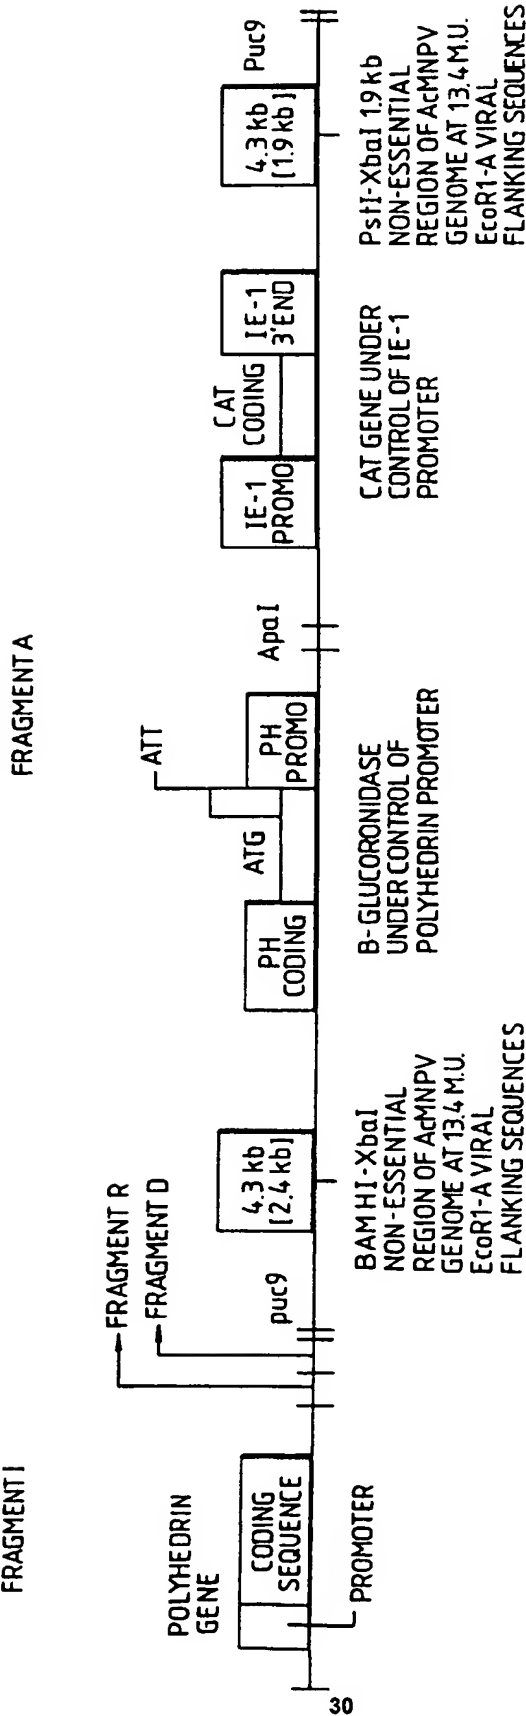 FRAGMENT I
FRAGMENT A
POLYHEDRIN
GENE
CODING
SEQUENCE
PROMOTER
30
FRAGMENT R
FRAGMENT D
puc9
4.3 kb
[2.4 kb]
BAM HI-XbaI
NON-ESSENTIAL
REGION OF AcMNPV
GENOME AT 13.4 M.U.
EcoR1-A VIRAL
FLANKING SEQUENCES
PH
CODING
ATG
ATT
PH
PROMO
B-GLUCORONIDASE
UNDER CONTROL OF
POLYHEDRIN PROMOTER
ApaI
IE-1
PROMO
CAT
CODING
IE-1
3'END
CAT GENE UNDER
CONTROL OF IE-1
PROMOTER
4.3 kb
[1.9 kb]
Puc9
PstI-XbaI 1.9 kb
NON-ESSENTIAL
REGION OF AcMNPV
GENOME AT 13.4 M.U.
EcoR1-A VIRAL
FLANKING SEQUENCES